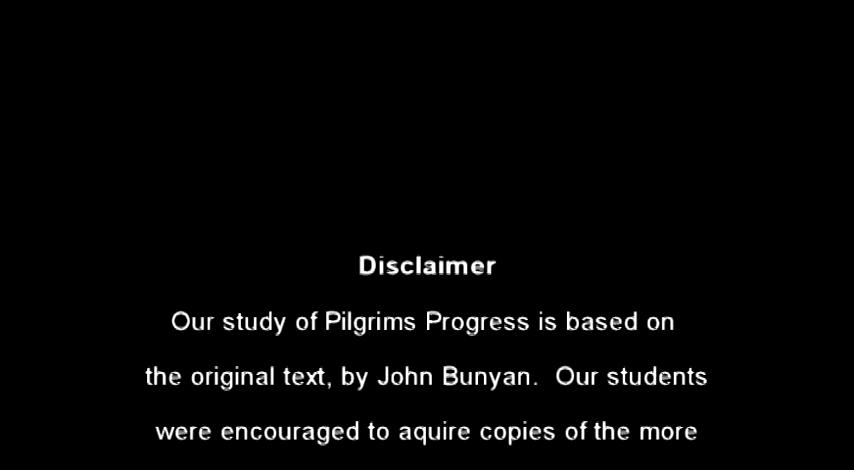 Disclaimer
Our study of Pilgrims Progress is based on
the original text, by John Bunyan.  Our students
were encouraged to aquire copies of the more